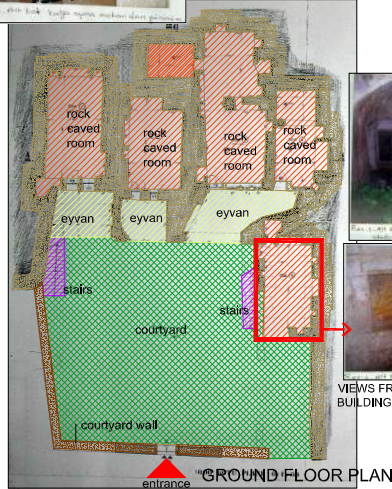 rock
caved
room
rock
caved
room
rock
caved
room
rock
caved
room
eyvan
eyvan
eyvan
stairs
stairs
courtyard
VIEWS FR
BUILDING
courtyard wall
GROUND FLOOR PLAN
entrance